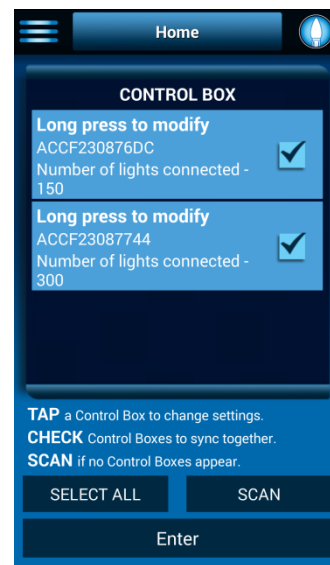 Home
CONTROL BOX
Long press to modify
ACCF230876DC
Number of lights connected -
150
Long press to modify
ACCF23087744
Number of lights connected -
300
TAP a Control Box to change settings.
CHECK Control Boxes to sync together.
SCAN if no Control Boxes appear.
SELECT ALL SCAN
Enter